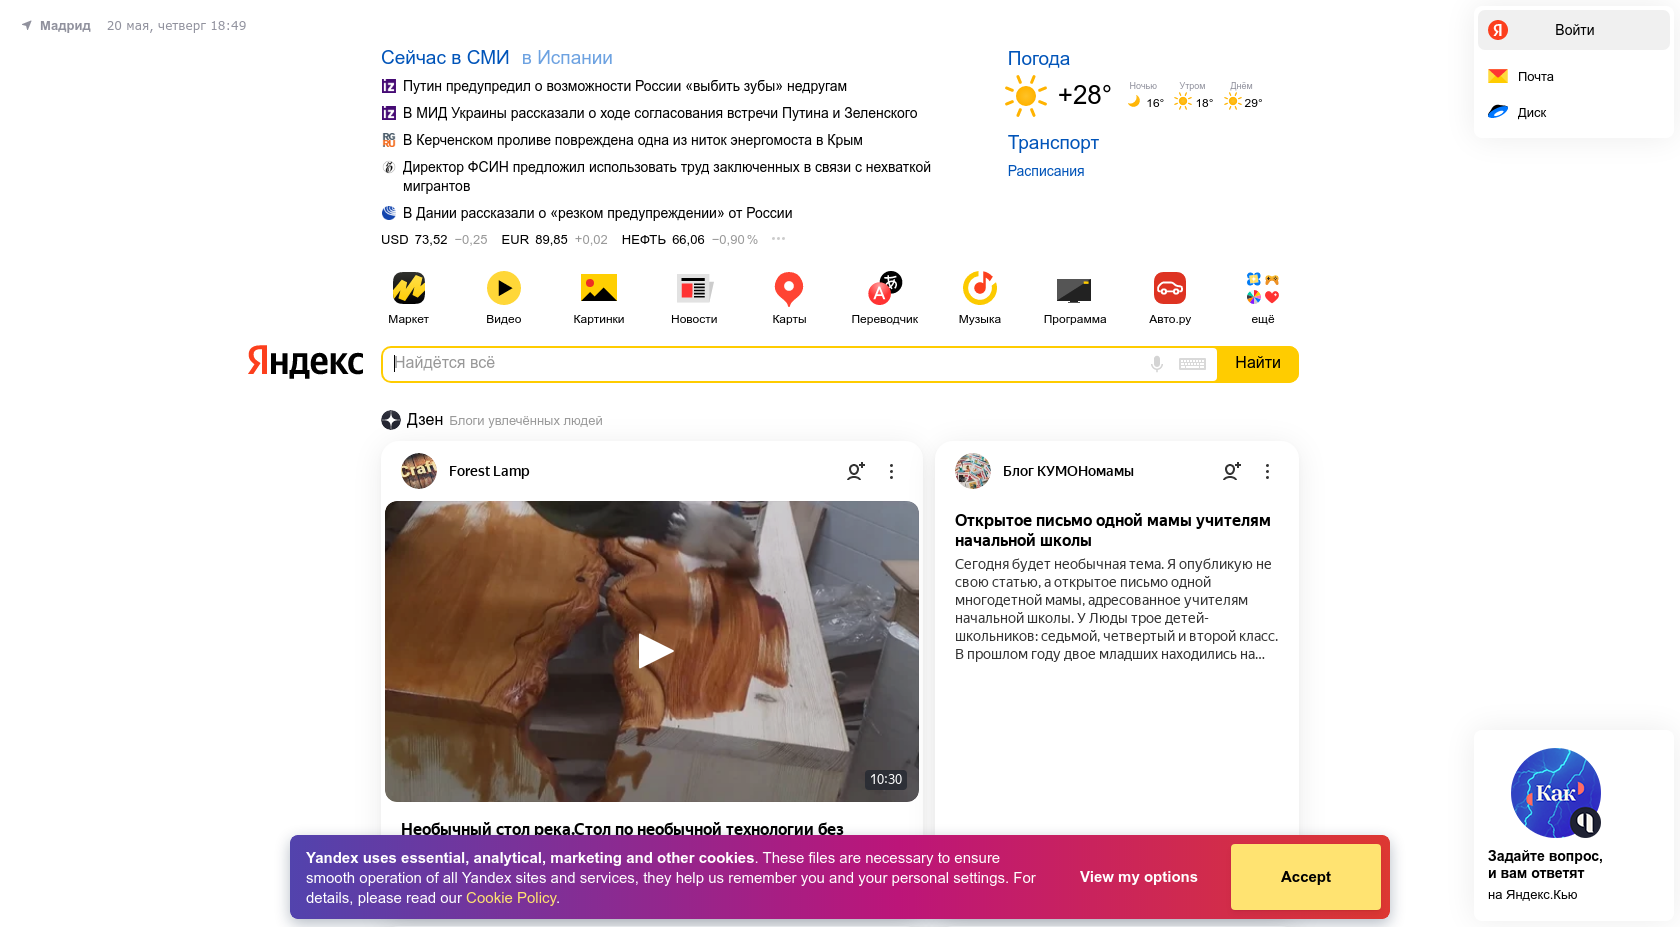 Мадрид 20 мая, четверг 18:49
Войти
Почта
Диск
Сейчас в СМИ в Испании
Путин предупредил о возможности России «выбить зубы» недругам
В МИД Украины рассказали о ходе согласования встречи Путина и Зеленского
В Керченском проливе повреждена одна из ниток энергомоста в Крым
Директор ФСИН предложил использовать труд заключенных в связи с нехваткой
мигрантов
В Дании рассказали о «резком предупреждении» от России
USD 73,52 −0,25 EUR 89,85 +0,02 НЕФТЬ 66,06 −0,90 % ···
Погода
+28° Ночью 16° Утром 18° Днём 29°
Транспорт
Расписания
Маркет Видео Картинки Новости Карты Переводчик Музыка Программа Авто.ру ещё
Яндекс Найдётся всё Найти
Дзен Блоги увлечённых людей
Forest Lamp
10:30
Необычный стол река.Стол по необычной технологии без
Блог КУМОНомамы
Открытое письмо одной мамы учителям
начальной школы
Сегодня будет необычная тема. Я опубликую не
свою статью, а открытое письмо одной
многодетной мамы, адресованное учителям
начальной школы. У Люды трое детей-
школьников: седьмой, четвертый и второй класс.
В прошлом году двое младших находились на...
Как
Задайте вопрос,
и вам ответят
на Яндекс.Кью
Yandex uses essential, analytical, marketing and other cookies. These files are necessary to ensure
smooth operation of all Yandex sites and services, they help us remember you and your personal settings. For
details, please read our Cookie Policy.
View my options
Accept